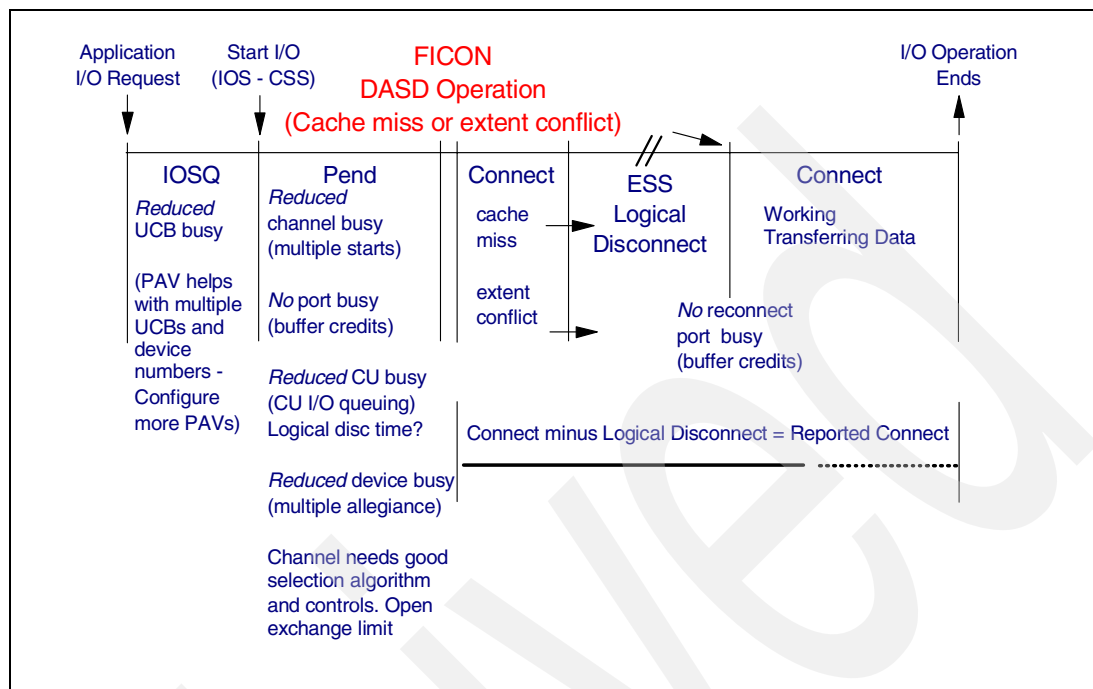 Application
I/O Request
Start I/O
(IOS - CSS)
FICON
DASD Operation
(Cache miss or extent conflict)
I/O Operation
Ends
IOSQ
Reduced
UCB busy
(PAV helps
with multiple
UCBs and
device
numbers -
Configure
more PAVs)
Pend
Reduced
channel busy
(multiple starts)
No port busy
(buffer credits)
Reduced CU busy
(CU I/O queuing)
Logical disc time?
Reduced device busy
(multiple allegiance)
Channel needs good
selection algorithm
and controls. Open
exchange limit
Connect
cache
miss
extent
conflict
ESS
Logical
Disconnect
Connect
Working
Transferring Data
No reconnect
port busy
(buffer credits)
Connect minus Logical Disconnect = Reported Connect